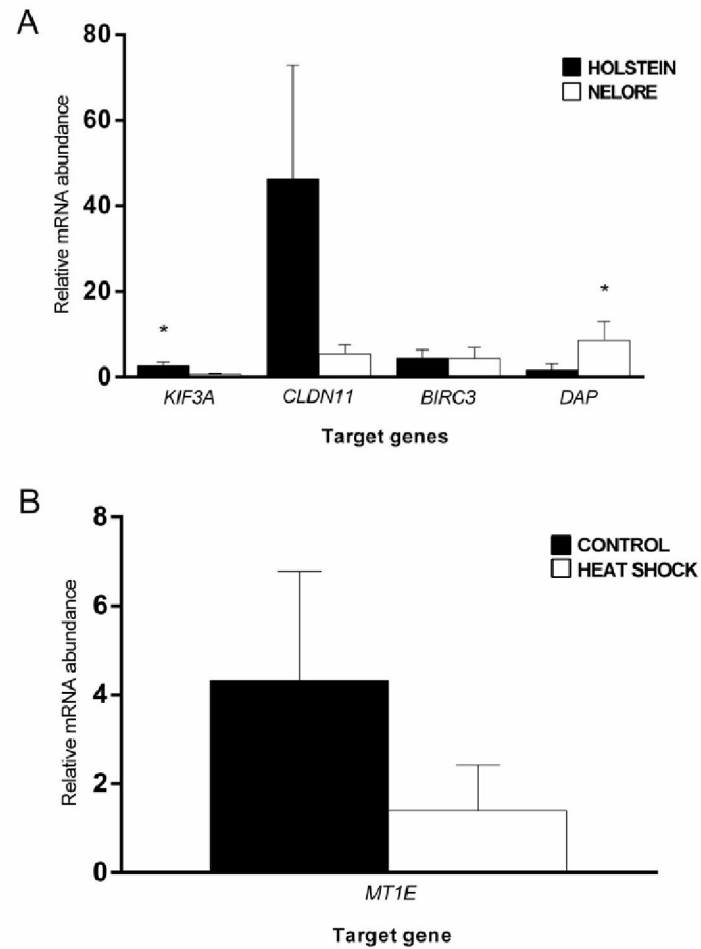 A
Relative mRNA abundance
80
60
40
20
0
HOLSTEIN
NELORE
*
*
KIF3A CLDN11 BIRC3 DAP
Target genes
B
Relative mRNA abundance
8
6
4
2
0
CONTROL
HEAT SHOCK
MT1E
Target gene